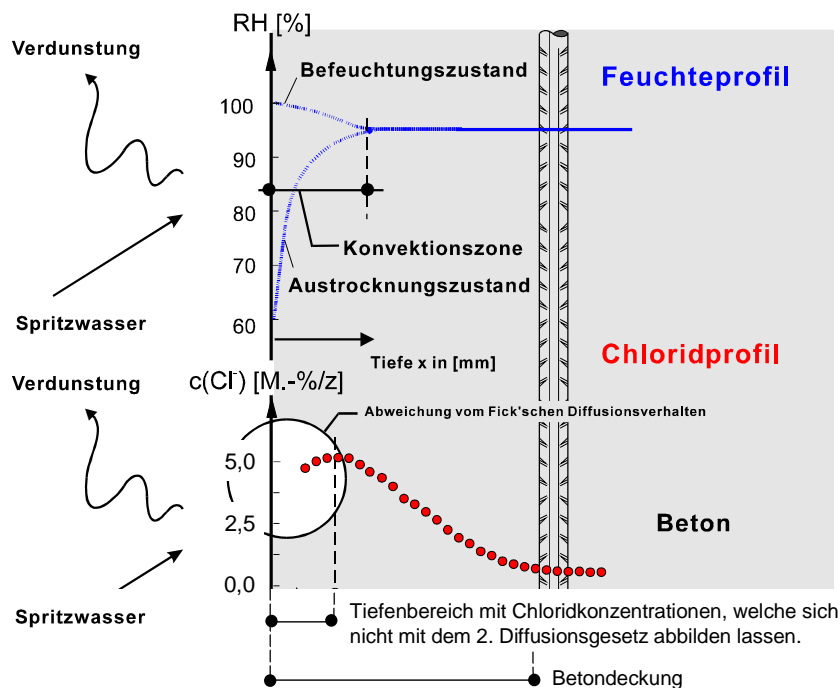 RH [%]
Verdunstung
Befeuchtungszustand
Feuchteprofil
100
90
80
Konvektionszone
70
Austrocknungszustand
Spritzwasser
60
Tiefe x in [mm]
Chloridprofil
Verdunstung
c(Cl⁻) [M.-%/z]
Abweichung vom Fick'schen Diffusionsverhalten
5,0
2,5
Beton
0,0
Spritzwasser
Tiefenbereich mit Chloridkonzentrationen, welche sich
nicht mit dem 2. Diffusionsgesetz abbilden lassen.
Betondeckung